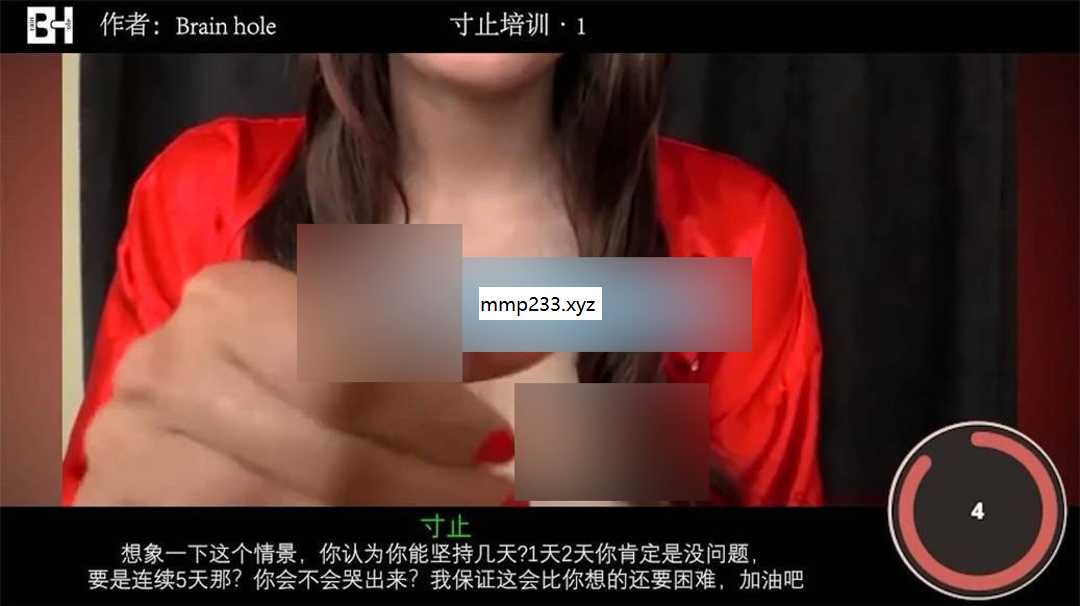 BH
作者：Brain hole
寸止培训 · 1
mmp233.xyz
4
寸止
想象一下这个情景，你认为你能坚持几天?1天2天你肯定是没问题，
要是连续5天那？你会不会哭出来？我保证这会比你想的还要困难，加油吧